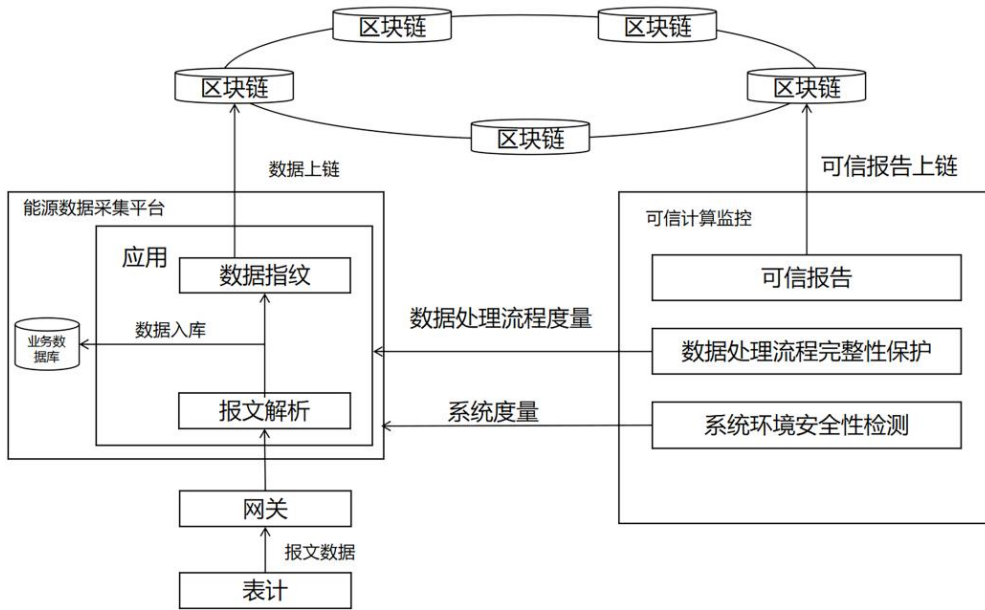 区块链
区块链
区块链
区块链
区块链
数据上链
可信报告上链
能源数据采集平台
应用
数据指纹
数据入库
业务数
据库
报文解析
网关
报文数据
表计
数据处理流程度量
系统度量
可信计算监控
可信报告
数据处理流程完整性保护
系统环境安全性检测